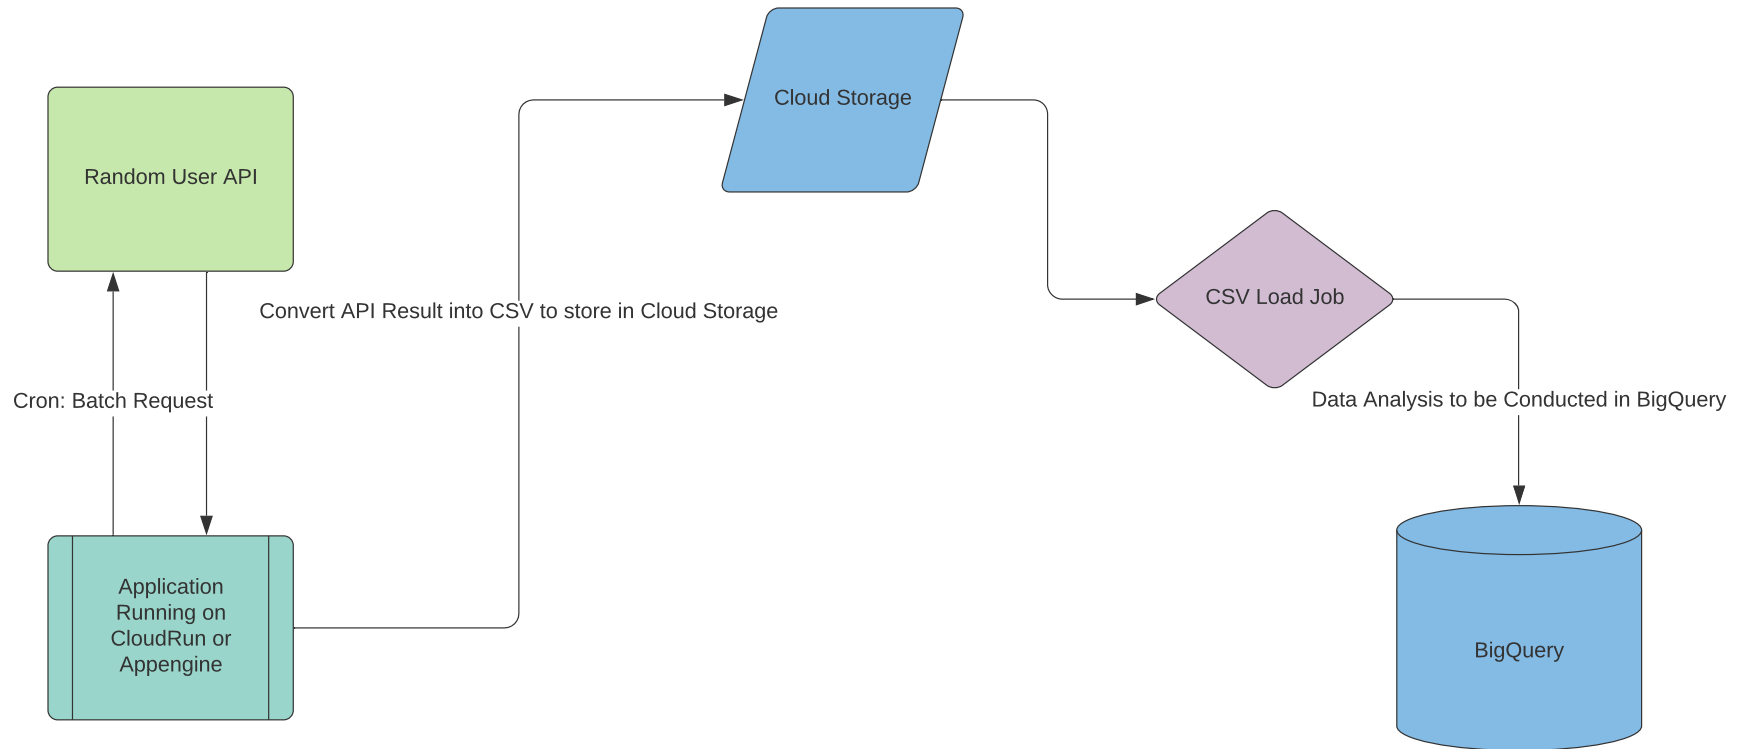 Cloud Storage
Random User API
Convert API Result into CSV to store in Cloud Storage
CSV Load Job
Cron: Batch Request
Data Analysis to be Conducted in BigQuery
Application
Running on
CloudRun or
Appengine
BigQuery